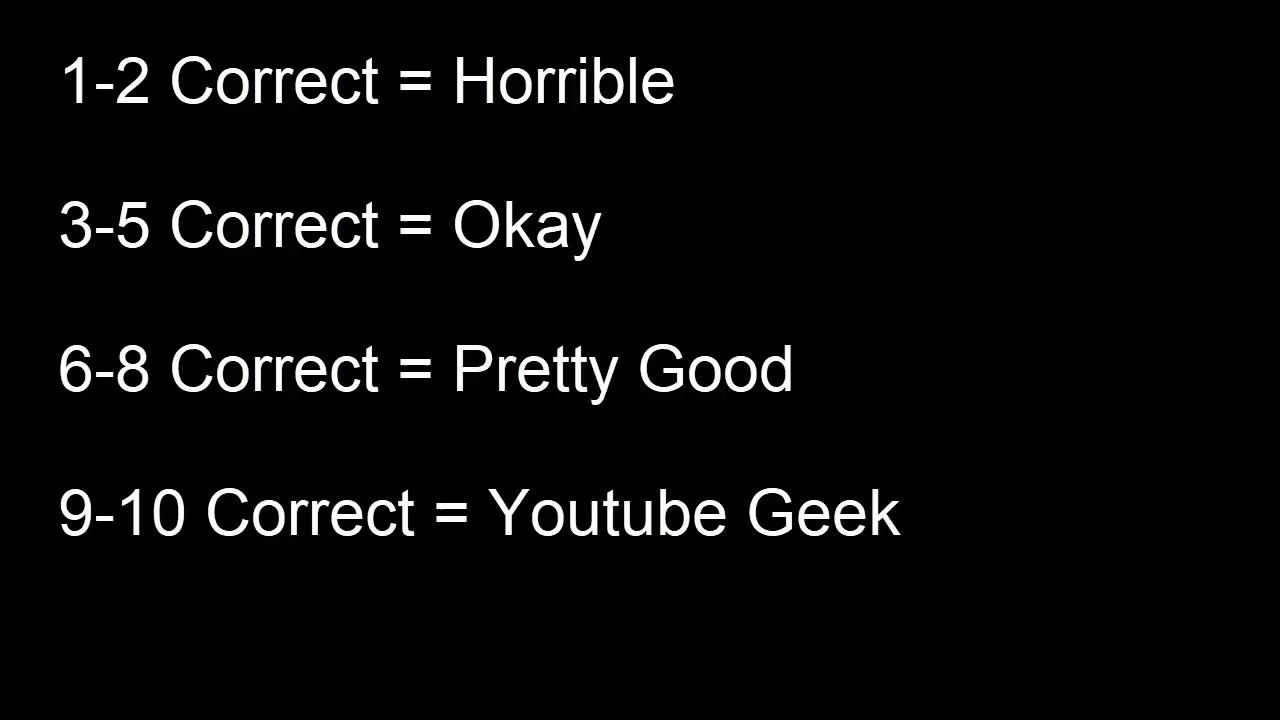 1-2 Correct = Horrible
3-5 Correct = Okay
6-8 Correct = Pretty Good
9-10 Correct = Youtube Geek